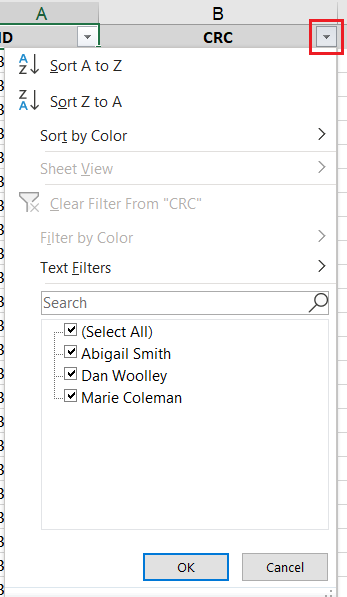 A B
ID CRC
Sort A to Z
Sort Z to A
Sort by Color
Sheet View
Clear Filter From "CRC"
Filter by Color
Text Filters
Search
(Select All)
Abigail Smith
Dan Woolley
Marie Coleman
OK Cancel